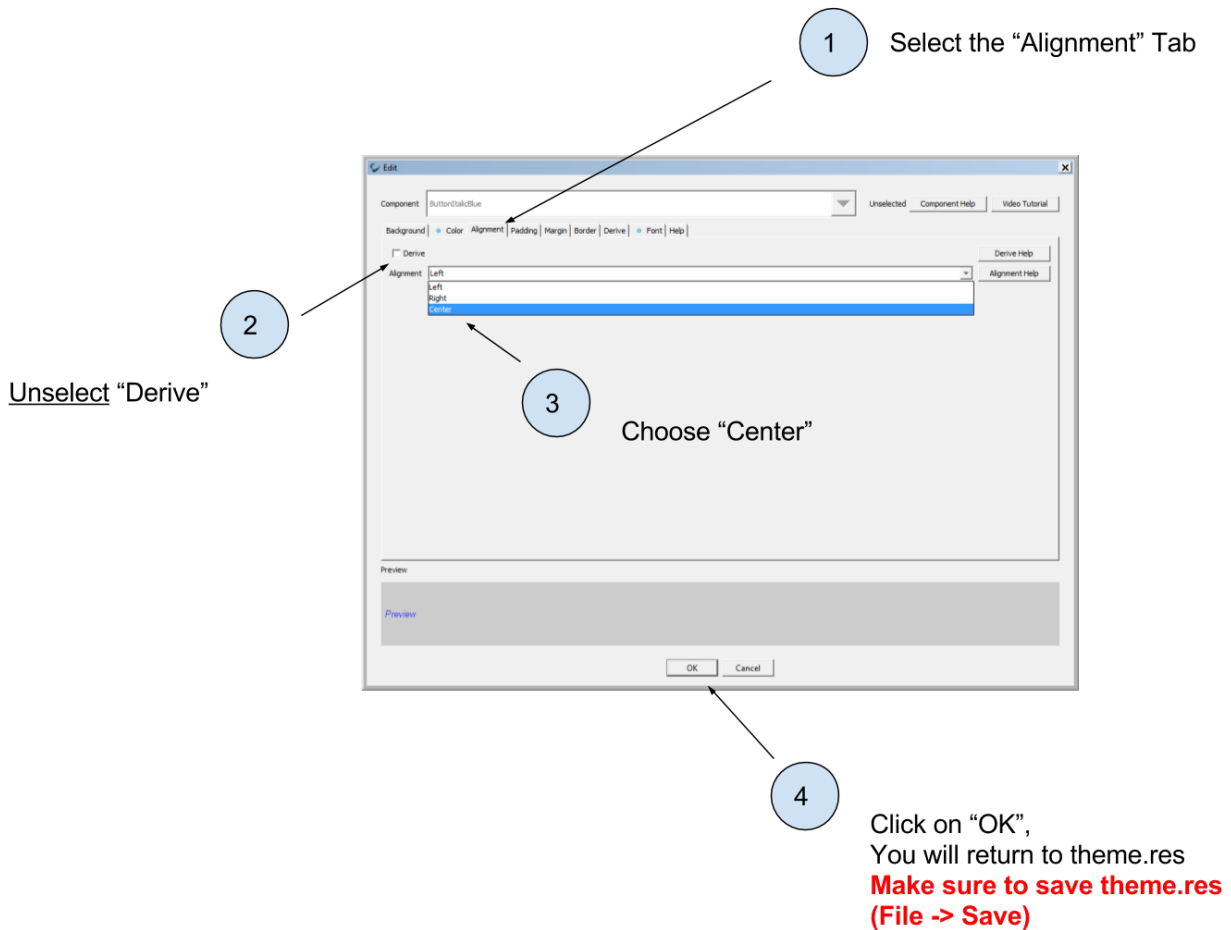 1
Select the “Alignment” Tab
Edit
Component
ButtonItalicBlue
Unselected
Component Help
Video Tutorial
Background
Color
Alignment
Padding
Margin
Border
Derive
Font
Help
Derive
Derive Help
Alignment
Left
Alignment Help
Left
Right
Center
2
Unselect “Derive”
3
Choose “Center”
Preview
Preview
OK
Cancel
4
Click on “OK”,
You will return to theme.res
Make sure to save theme.res
(File -> Save)